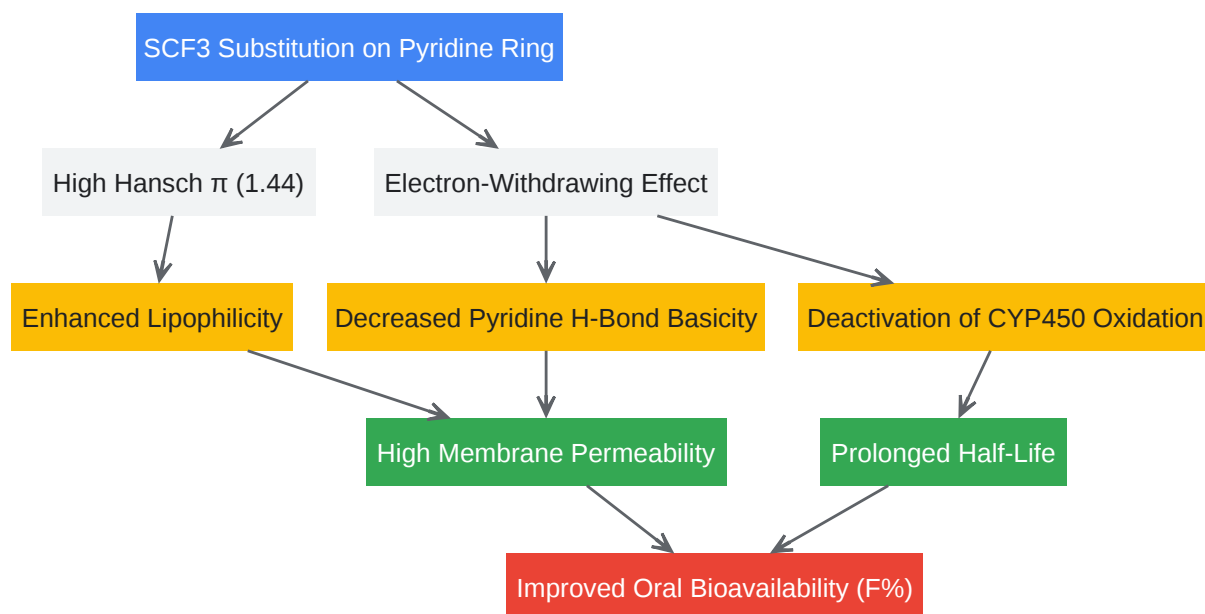 SCF3 Substitution on Pyridine Ring
High Hansch π (1.44)
Electron-Withdrawing Effect
Enhanced Lipophilicity
Decreased Pyridine H-Bond Basicity
Deactivation of CYP450 Oxidation
High Membrane Permeability
Prolonged Half-Life
Improved Oral Bioavailability (F%)